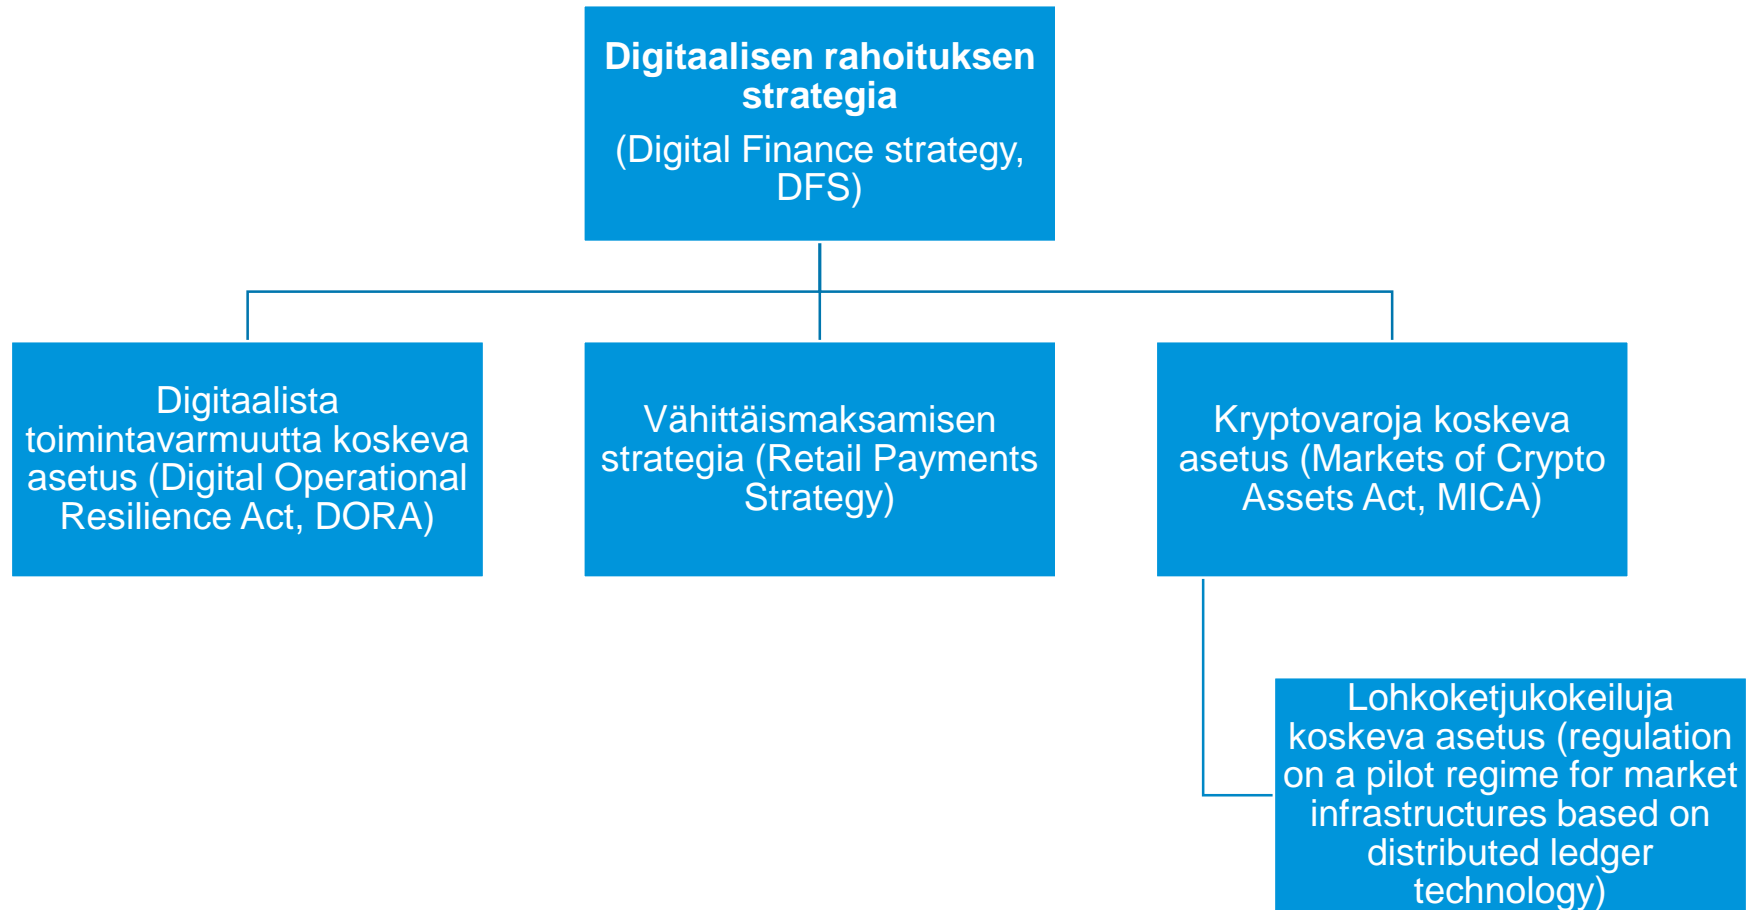 Digitaalisen rahoituksen
strategia
(Digital Finance strategy,
DFS)
Digitaalista
toimintavarmuutta koskeva
asetus (Digital Operational
Resilience Act, DORA)
Vähittäismaksamisen
strategia (Retail Payments
Strategy)
Kryptovaroja koskeva
asetus (Markets of Crypto
Assets Act, MICA)
Lohkoketjukokeiluja
koskeva asetus (regulation
on a pilot regime for market
infrastructures based on
distributed ledger
technology)